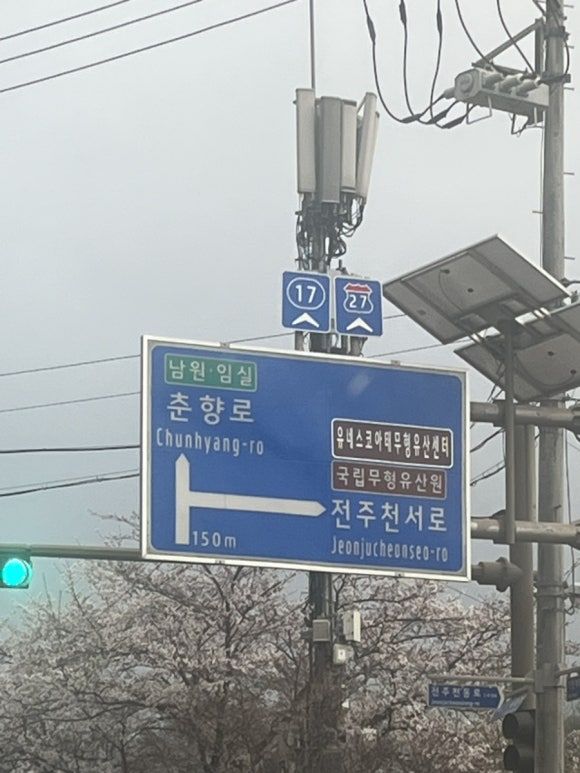 17
27
남원·임실
춘향로
Chunhyang-ro
유네스코아태무형유산센터
국립무형유산원
전주천서로
Jeonjucheonseo-ro
150m
전주천동로